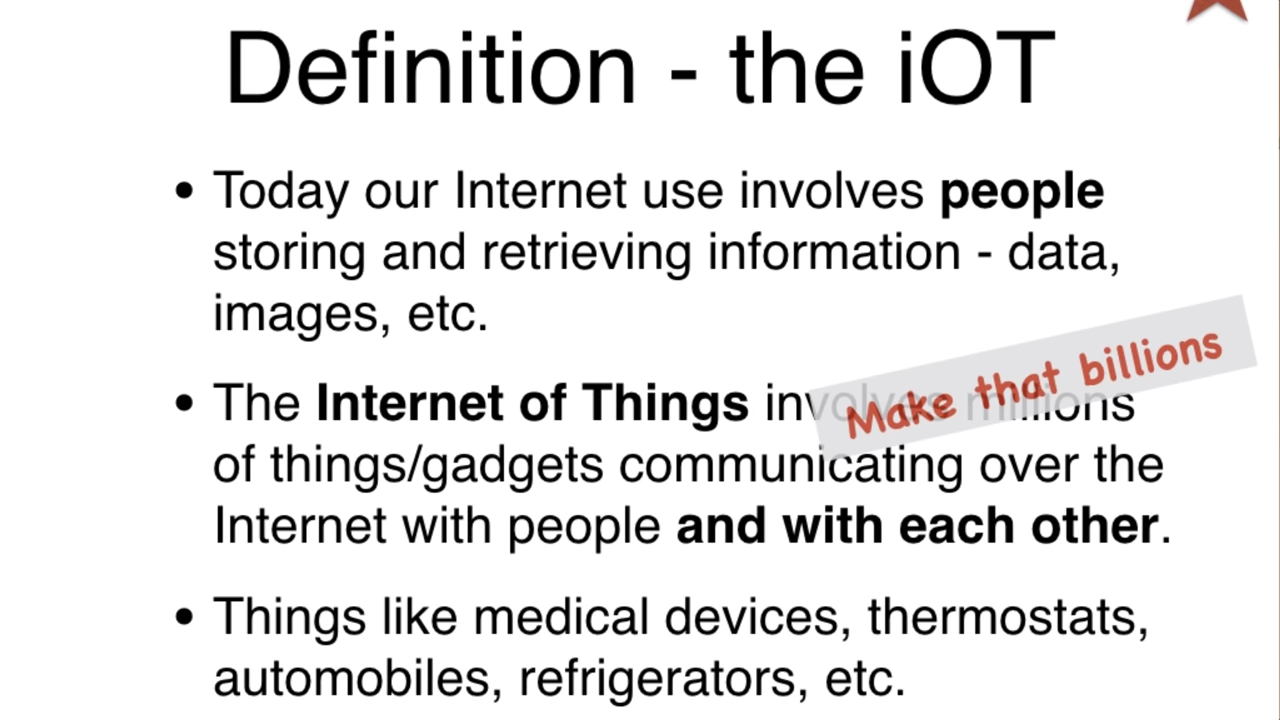 Definition - the iOT
• Today our Internet use involves people
storing and retrieving information - data,
images, etc.
• The Internet of Things involves millions
Make that billions
of things/gadgets communicating over the
Internet with people and with each other.
• Things like medical devices, thermostats,
automobiles, refrigerators, etc.